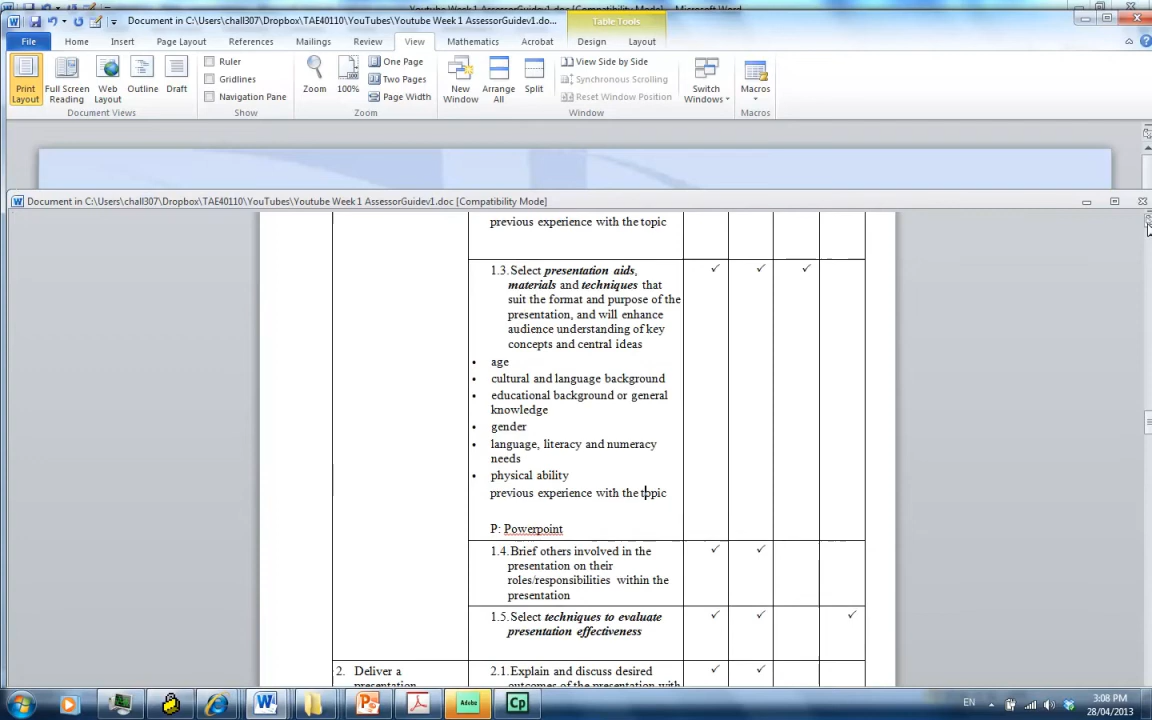 Document in C:\Users\chall307\Dropbox\TAE40110\YouTubes\Youtube Week 1 AssessorGuidev1.doc...
[Compatibility Mode] - Microsoft Word
Table Tools
File Home Insert Page Layout References Mailings Review View Mathematics Acrobat Design Layout
Ruler One Page View Side by Side
Gridlines Two Pages Synchronous Scrolling
Navigation Pane Page Width Reset Window Position
Print Layout
Full Screen Reading
Web Layout
Outline
Draft
Zoom
100%
New Window
Arrange All
Split
Switch Windows
Macros
Document Views Show Zoom Window Macros
Document in C:\Users\chall307\Dropbox\TAE40110\YouTubes\Youtube Week 1 AssessorGuidev1.doc [Compatibility Mode]
previous experience with the topic
1.3. Select presentation aids,
materials and techniques that
suit the format and purpose of the
presentation, and will enhance
audience understanding of key
concepts and central ideas
• age
• cultural and language background
• educational background or general
knowledge
• gender
• language, literacy and numeracy
needs
• physical ability
previous experience with the topic
P: Powerpoint
1.4. Brief others involved in the
presentation on their
roles/responsibilities within the
presentation
1.5. Select techniques to evaluate
presentation effectiveness
2. Deliver a
presentation
2.1. Explain and discuss desired
outcomes of the presentation with
EN
3:08 PM
28/04/2013
Adobe
Cp